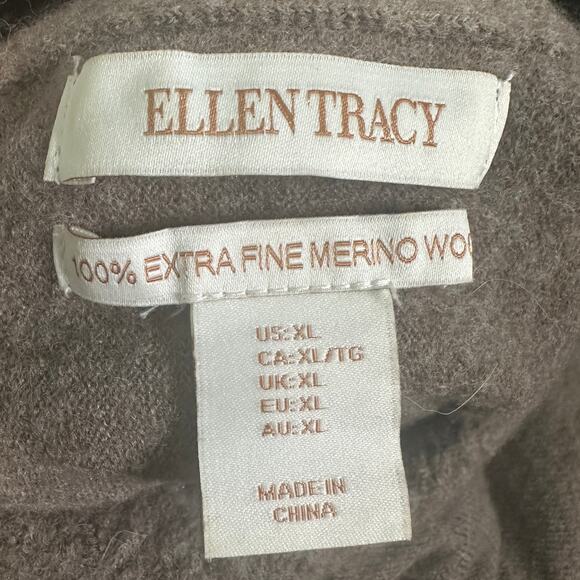 ELLEN TRACY
100% EXTRA FINE MERINO
US:XL
CA:XL/TG
UK:XL
EU:XL
AU:XL
MADE IN
CHINA